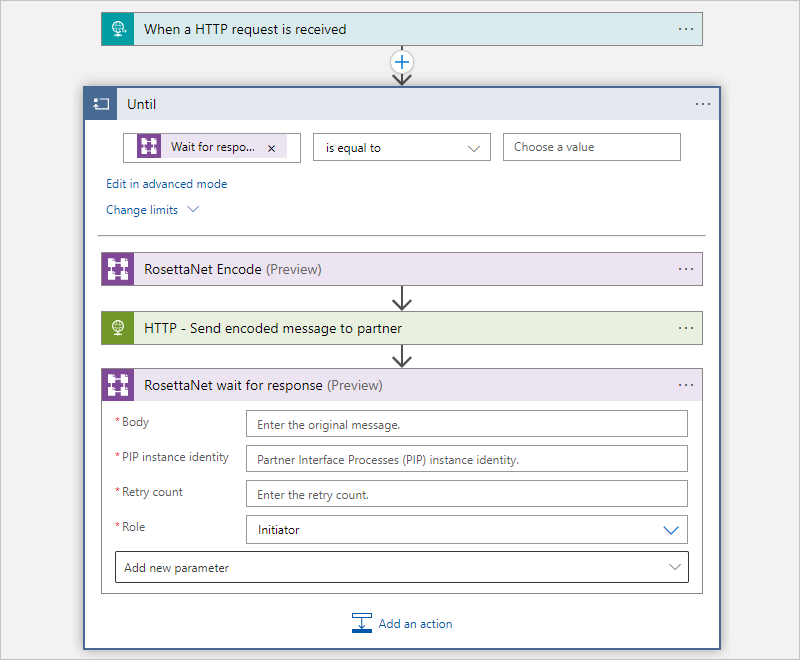 When a HTTP request is received
Until
Wait for respo... is equal to Choose a value
Edit in advanced mode
Change limits
RosettaNet Encode (Preview)
HTTP - Send encoded message to partner
RosettaNet wait for response (Preview)
*Body Enter the original message.
*PIP instance identity Partner Interface Processes (PIP) instance identity.
*Retry count Enter the retry count.
*Role Initiator
Add new parameter
Add an action